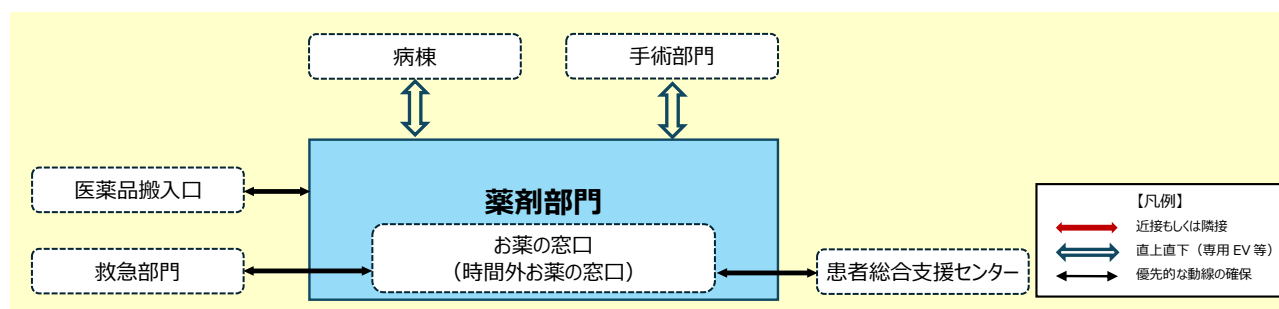 病棟
手術部門
医薬品搬入口
薬剤部門
お薬の窓口
(時間外お薬の窓口)
救急部門
患者総合支援センター
【凡例】
近接もしくは隣接
直上直下(専用 EV 等)
優先的な動線の確保